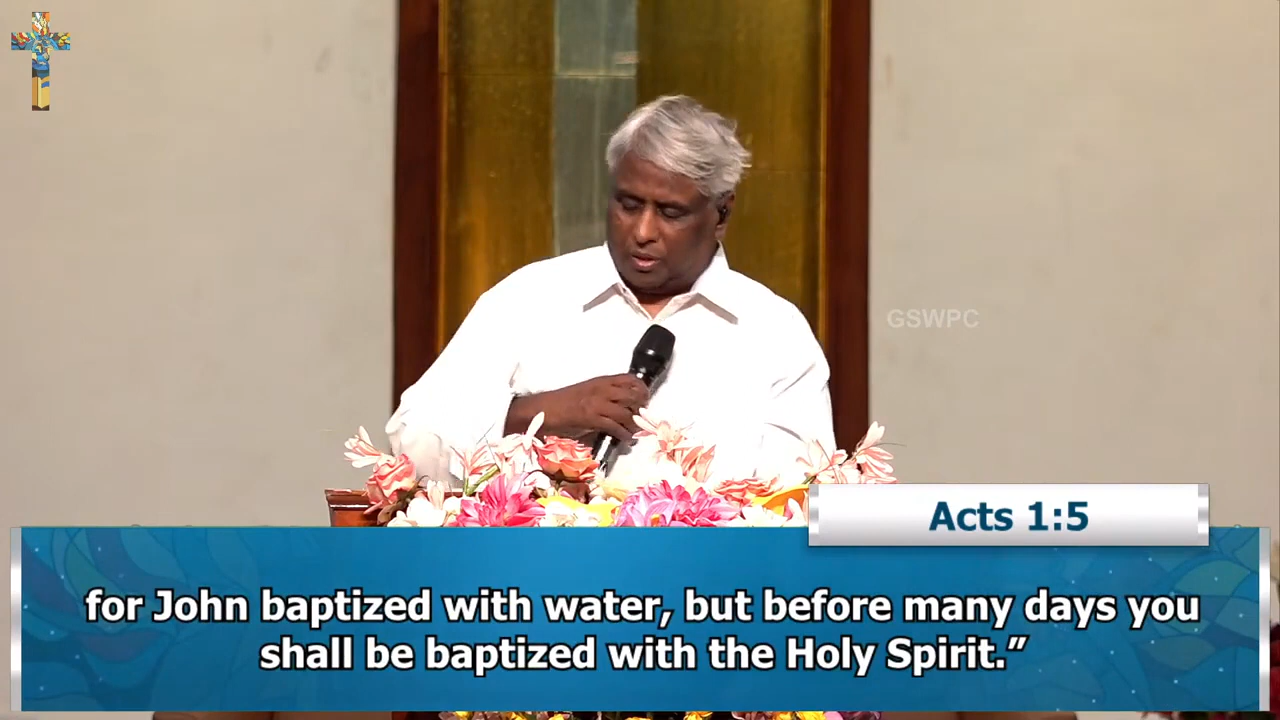 GSWPC
Acts 1:5
for John baptized with water, but before many days you
shall be baptized with the Holy Spirit.”